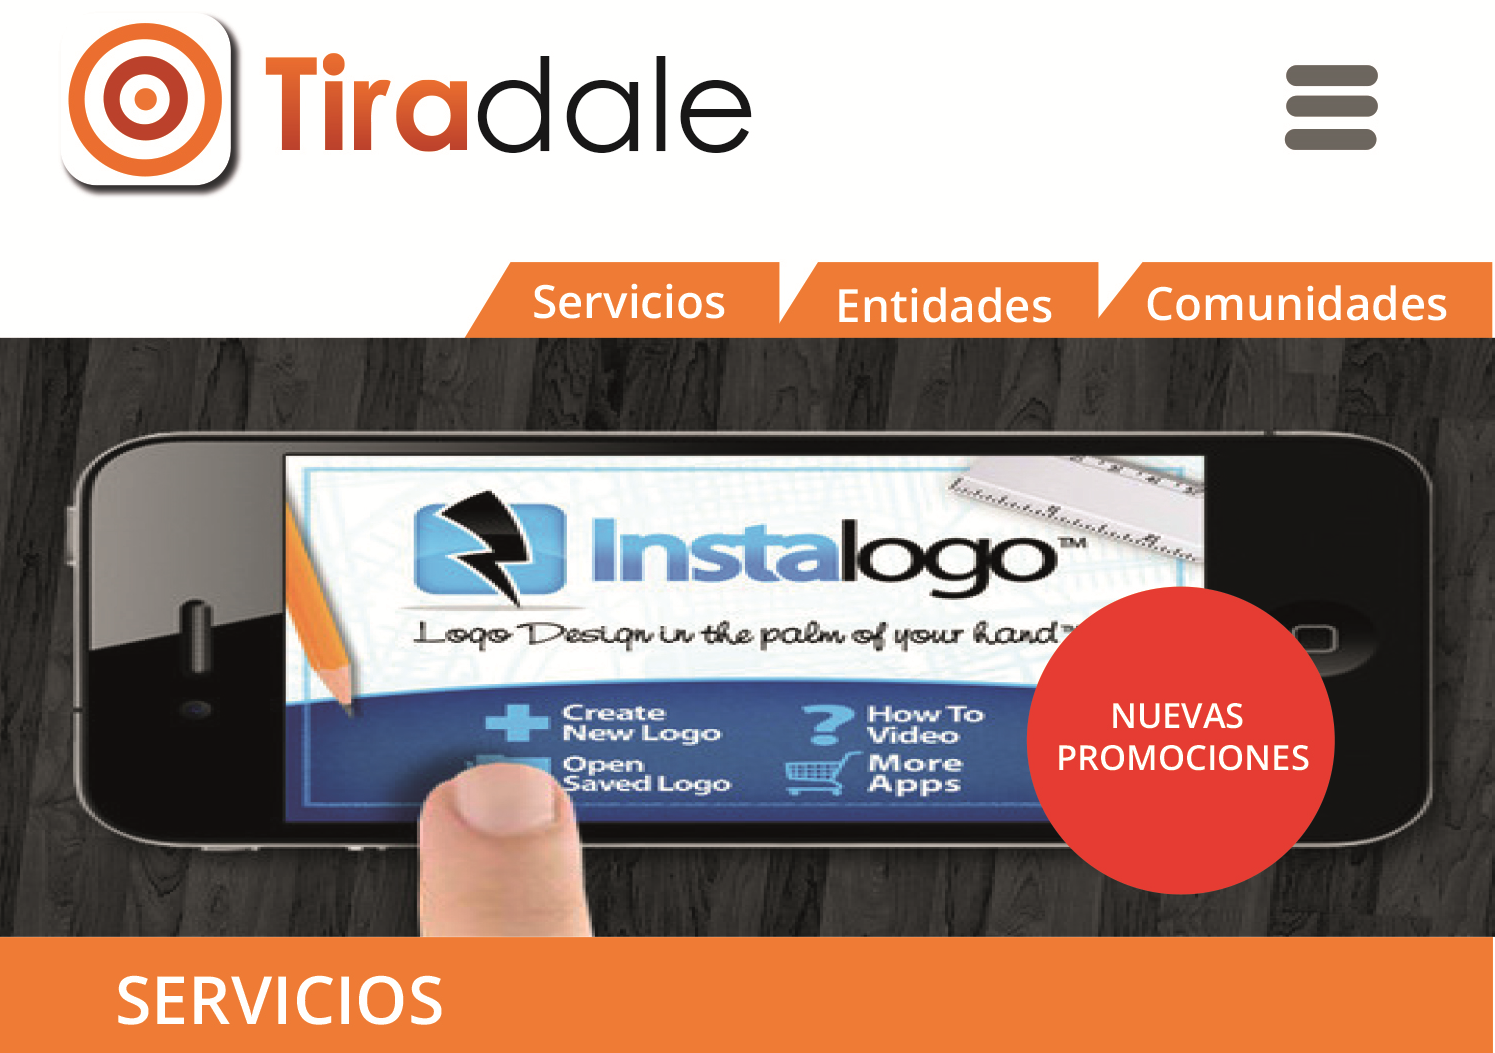 Tiradale
Servicios
Entidades
Comunidades
Instalogo™
Logo Design in the palm of your hand™
Create
New Logo
How To
Video
Open
Saved Logo
More
Apps
NUEVAS
PROMOCIONES
SERVICIOS